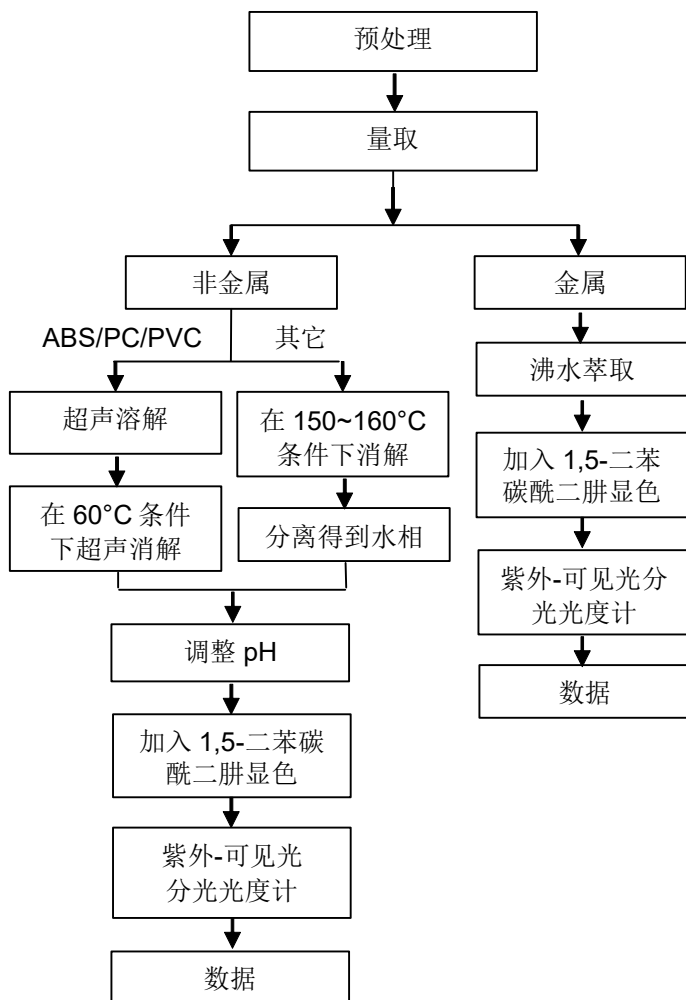 预处理
量取
非金属
金属
ABS/PC/PVC
其它
超声溶解
在 60°C 条件
下超声消解
在 150~160°C
条件下消解
分离得到水相
调整 pH
加入 1,5-二苯碳
酰二肼显色
紫外-可见光
分光光度计
数据
沸水萃取
加入 1,5-二苯
碳酰二肼显色
紫外-可见光分
光光度计
数据